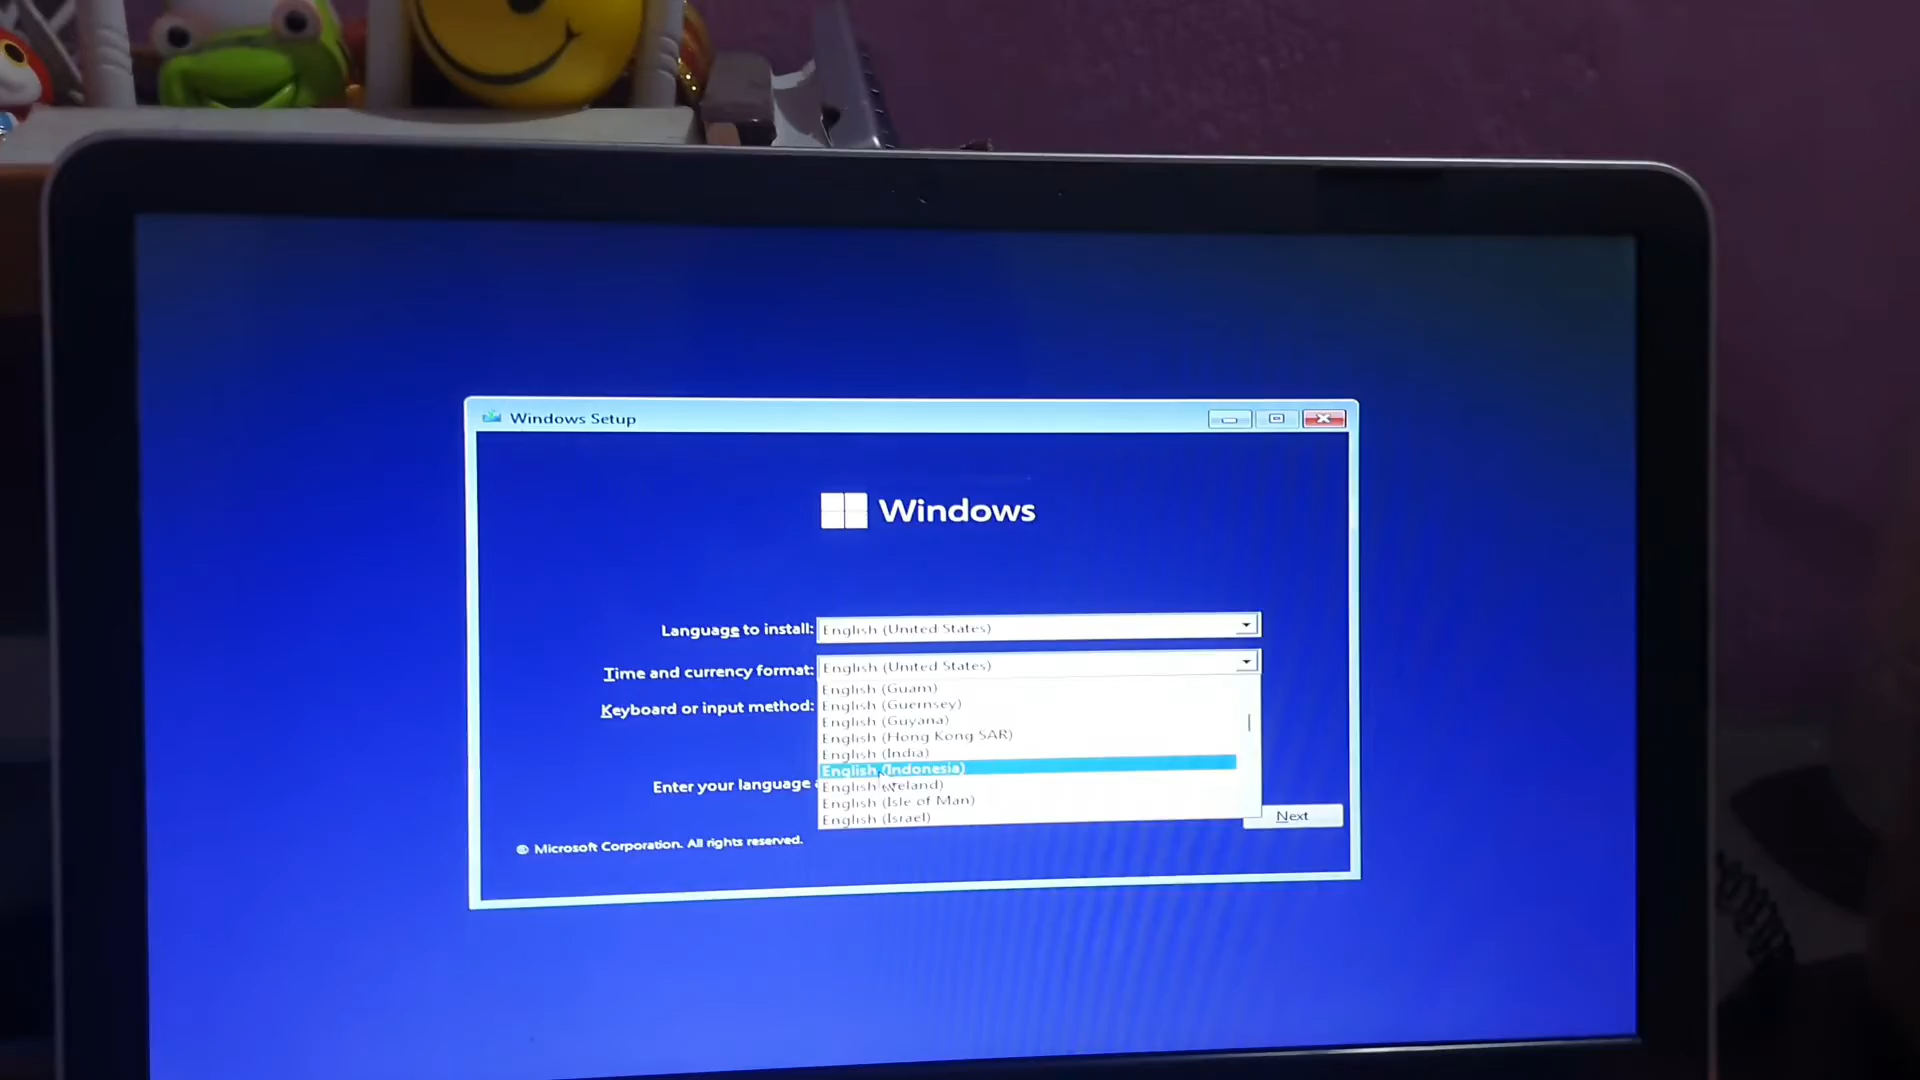 Windows Setup
Windows
Language to install: English (United States)
Time and currency format: English (United States)
English (Guam)
English (Guernsey)
Keyboard or input method:
English (Guyana)
English (Hong Kong SAR)
English (India)
English (Indonesia)
Enter your language
English (Ireland)
English (Isle of Man)
English (Israel)
Next
© Microsoft Corporation. All rights reserved.